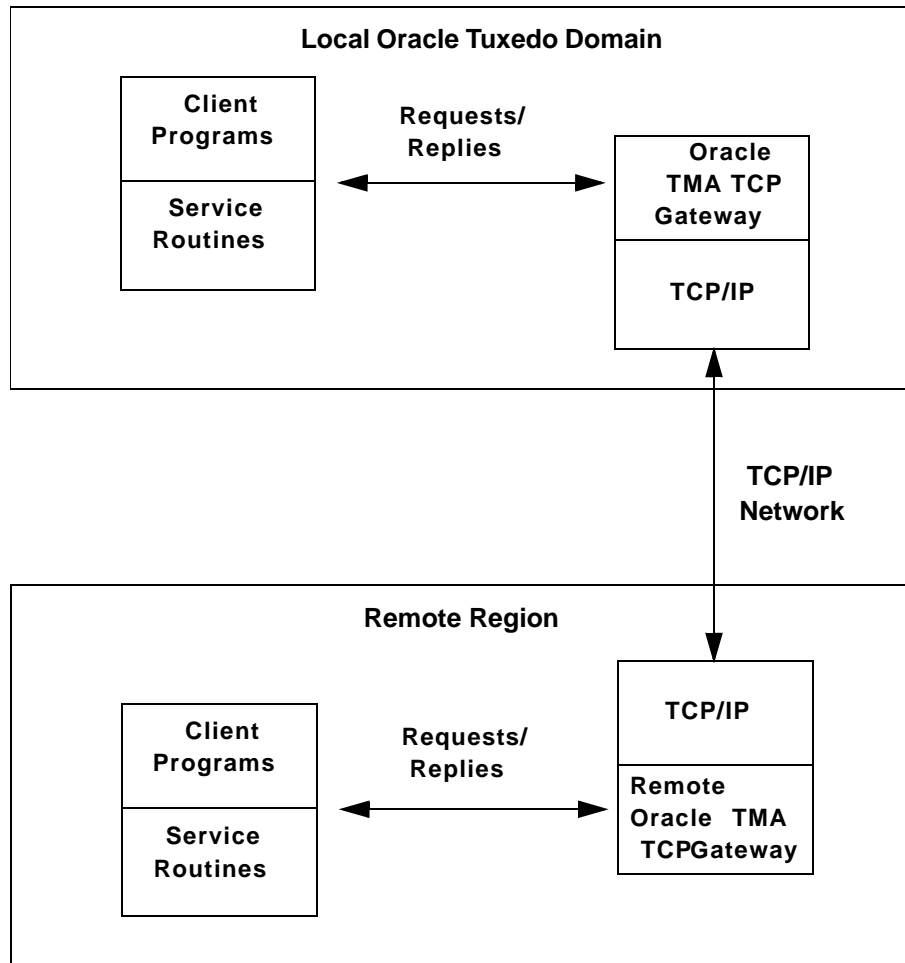 Local Oracle Tuxedo Domain
Client
Programs
Service
Routines
Requests/
Replies
Oracle
TMA TCP
Gateway
TCP/IP
TCP/IP
Network
Remote Region
Client
Programs
Service
Routines
Requests/
Replies
TCP/IP
Remote
Oracle TMA
TCPGateway